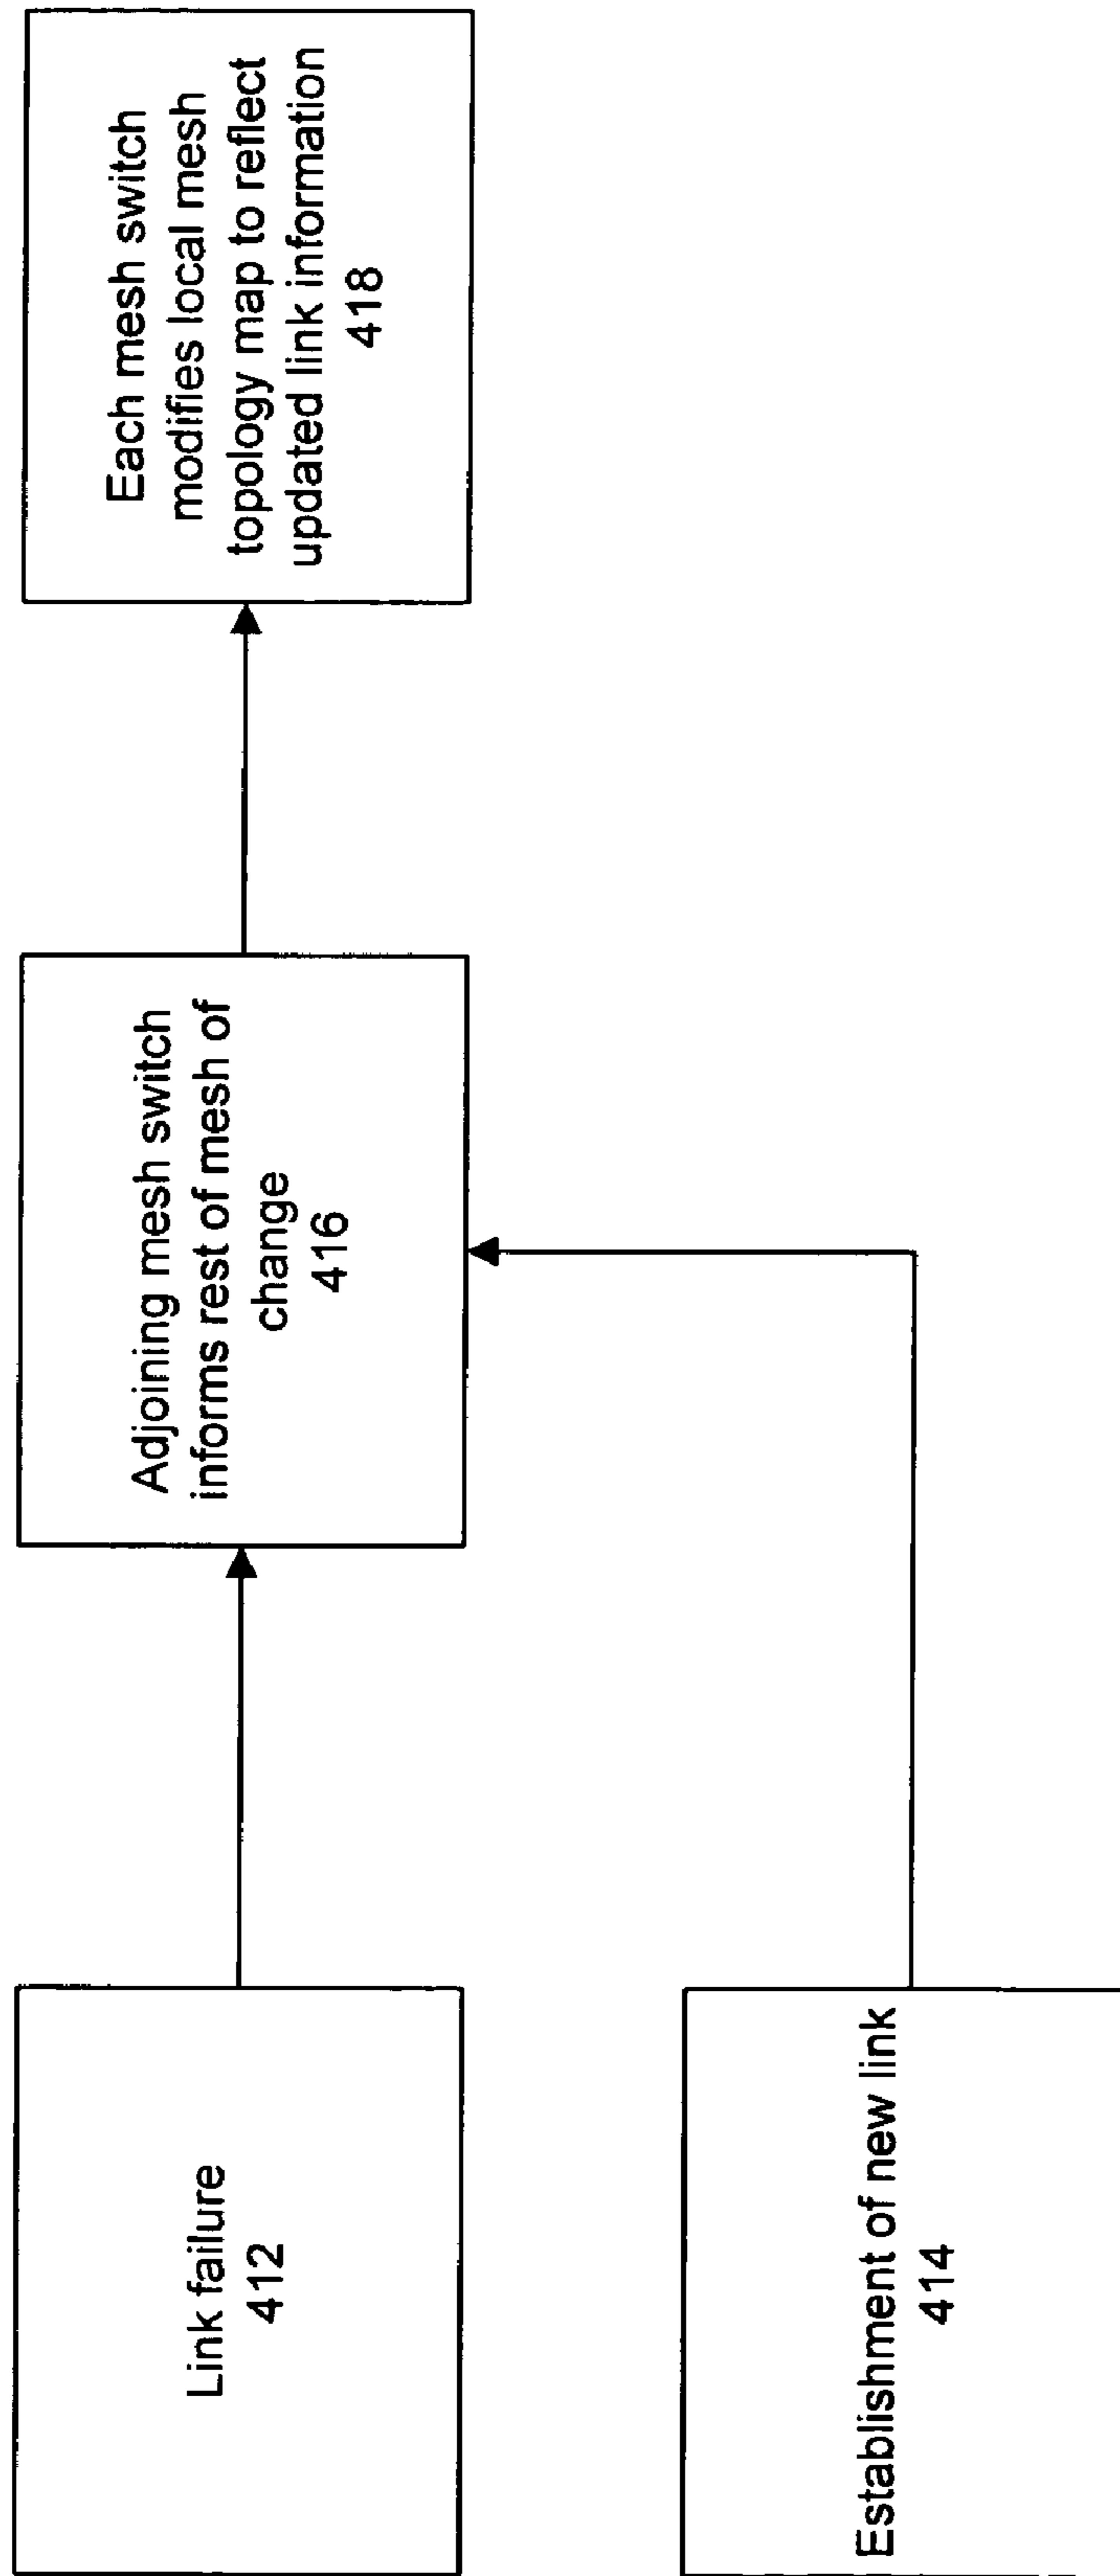 Link failure
412
Establishment of new link
414
Adjoining mesh switch
informs rest of mesh of
change
416
Each mesh switch
modifies local mesh
topology map to reflect
updated link information
418